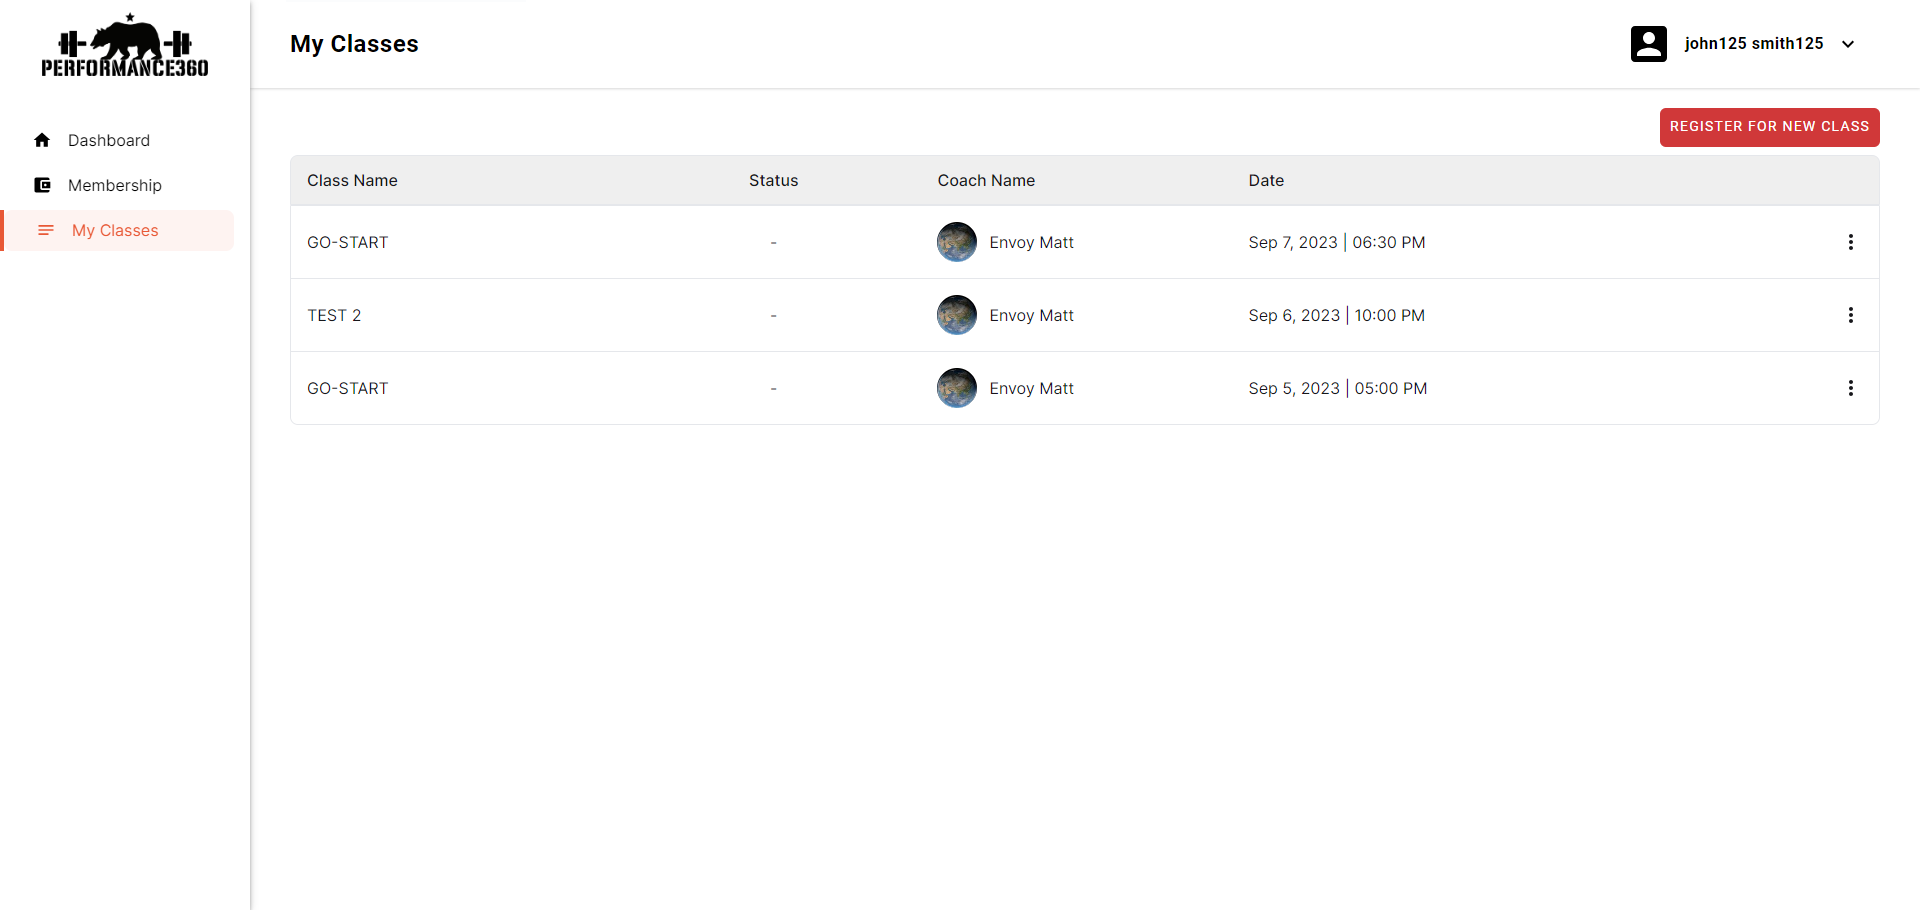 PERFORMANCE360
My Classes
john125 smith125
Dashboard
Membership
My Classes
REGISTER FOR NEW CLASS
Class Name Status Coach Name Date
GO-START - Envoy Matt Sep 7, 2023 | 06:30 PM
TEST 2 - Envoy Matt Sep 6, 2023 | 10:00 PM
GO-START - Envoy Matt Sep 5, 2023 | 05:00 PM